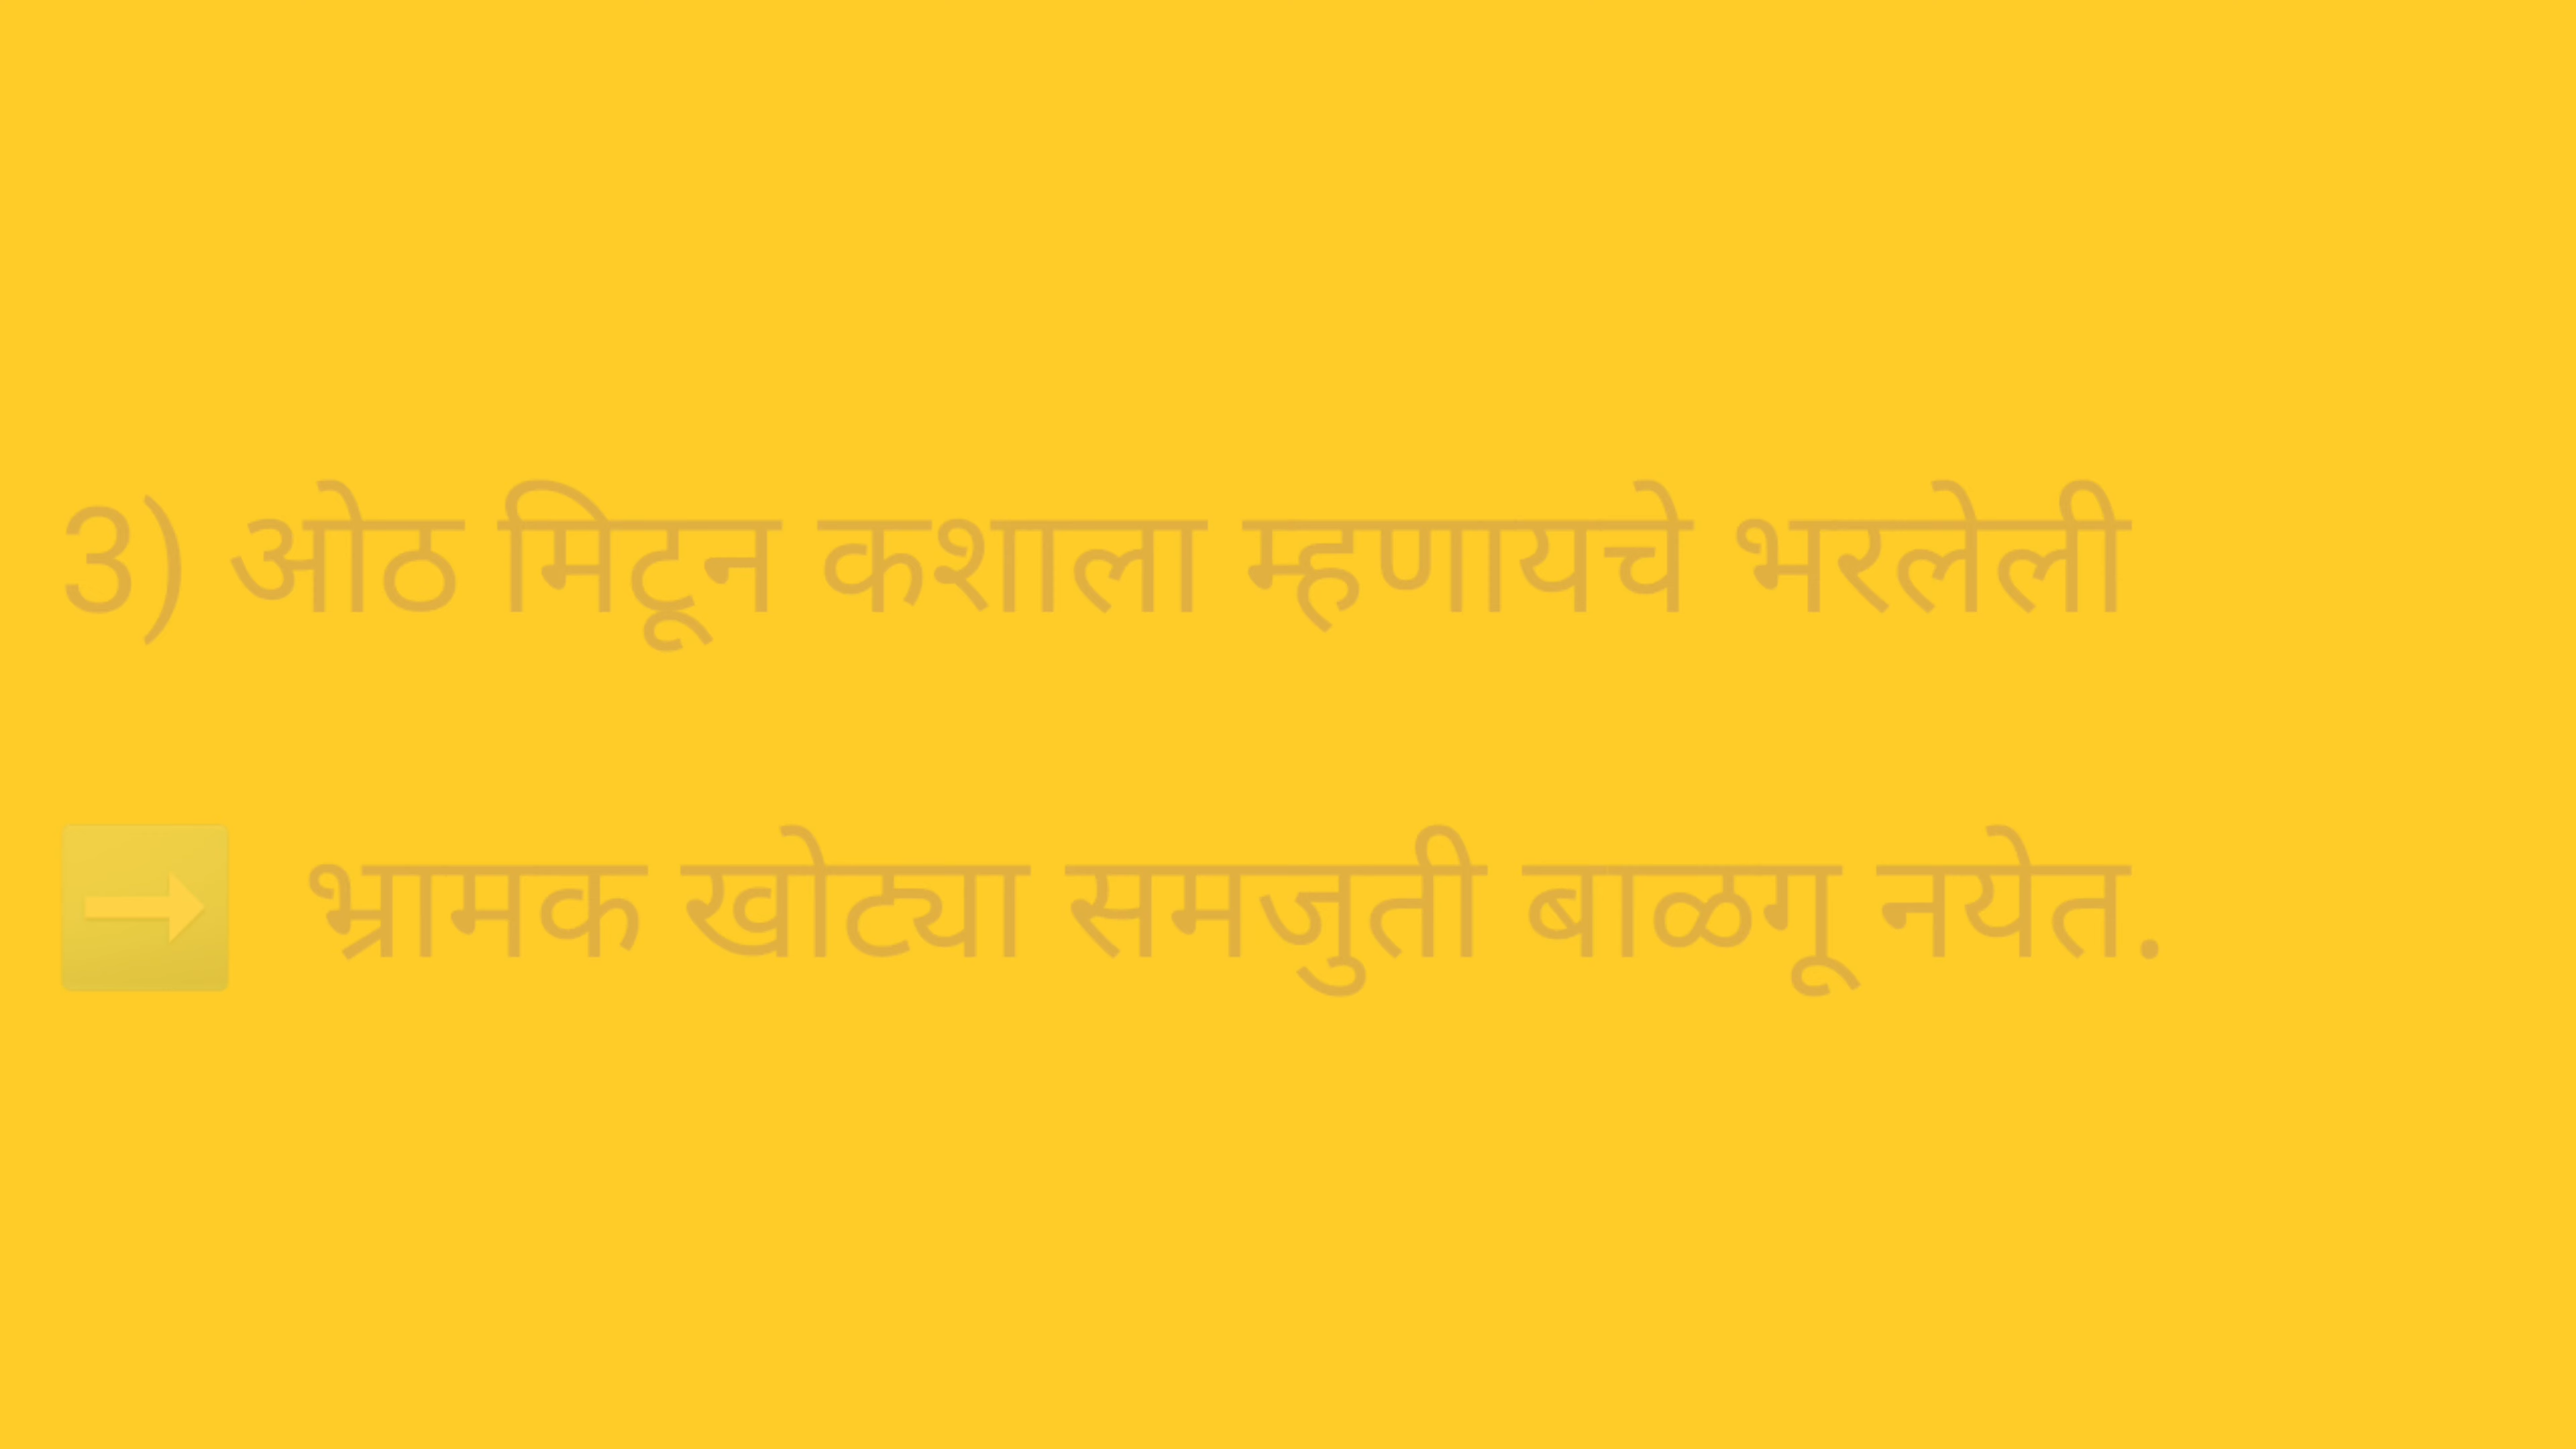 3) ओठ मिटून कशाला म्हणायचे भरलेली
➡ भ्रामक खोट्या समजुती बाळगू नयेत.